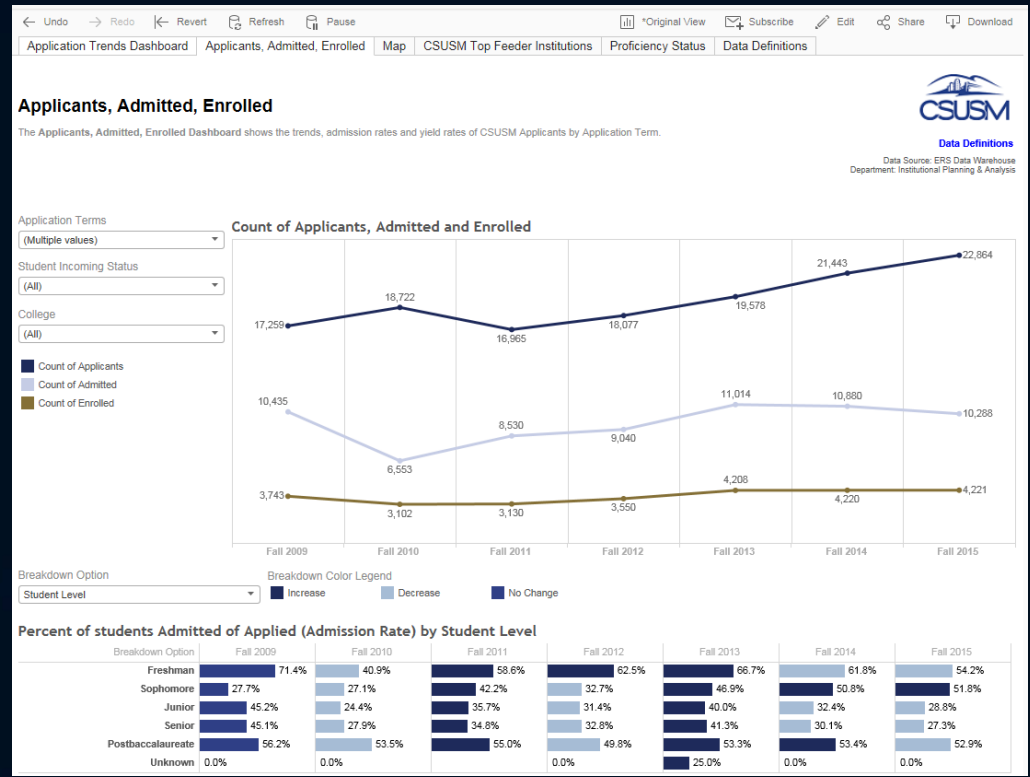 Undo Redo Revert Refresh Pause *Original View Subscribe Edit Share Download
Application Trends Dashboard Applicants, Admitted, Enrolled Map CSUSM Top Feeder Institutions Proficiency Status Data Definitions
Applicants, Admitted, Enrolled
The Applicants, Admitted, Enrolled Dashboard shows the trends, admission rates and yield rates of CSUSM Applicants by Application Term.
CSUSM
Data Definitions
Data Source: ERS Data Warehouse
Department: Institutional Planning & Analysis
Application Terms
(Multiple values)
Student Incoming Status
(All)
College
(All)
Count of Applicants
Count of Admitted
Count of Enrolled
Count of Applicants, Admitted and Enrolled
17,259 18,722 16,965 18,077 19,578 21,443 22,864
10,435 6,553 8,530 9,040 11,014 10,880 10,288
3,743 3,102 3,130 3,550 4,208 4,220 4,221
Fall 2009 Fall 2010 Fall 2011 Fall 2012 Fall 2013 Fall 2014 Fall 2015
Breakdown Option
Student Level
Breakdown Color Legend
Increase Decrease No Change
Percent of students Admitted of Applied (Admission Rate) by Student Level
Breakdown Option Fall 2009 Fall 2010 Fall 2011 Fall 2012 Fall 2013 Fall 2014 Fall 2015
Freshman 71.4% 40.9% 58.6% 62.5% 66.7% 61.8% 54.2%
Sophomore 27.7% 27.1% 42.2% 32.7% 46.9% 50.8% 51.8%
Junior 45.2% 24.4% 35.7% 31.4% 40.0% 32.4% 28.8%
Senior 45.1% 27.9% 34.8% 32.8% 41.3% 30.1% 27.3%
Postbaccalaureate 56.2% 53.5% 55.0% 49.8% 53.3% 53.4% 52.9%
Unknown 0.0% 0.0% 0.0% 25.0% 0.0% 0.0%